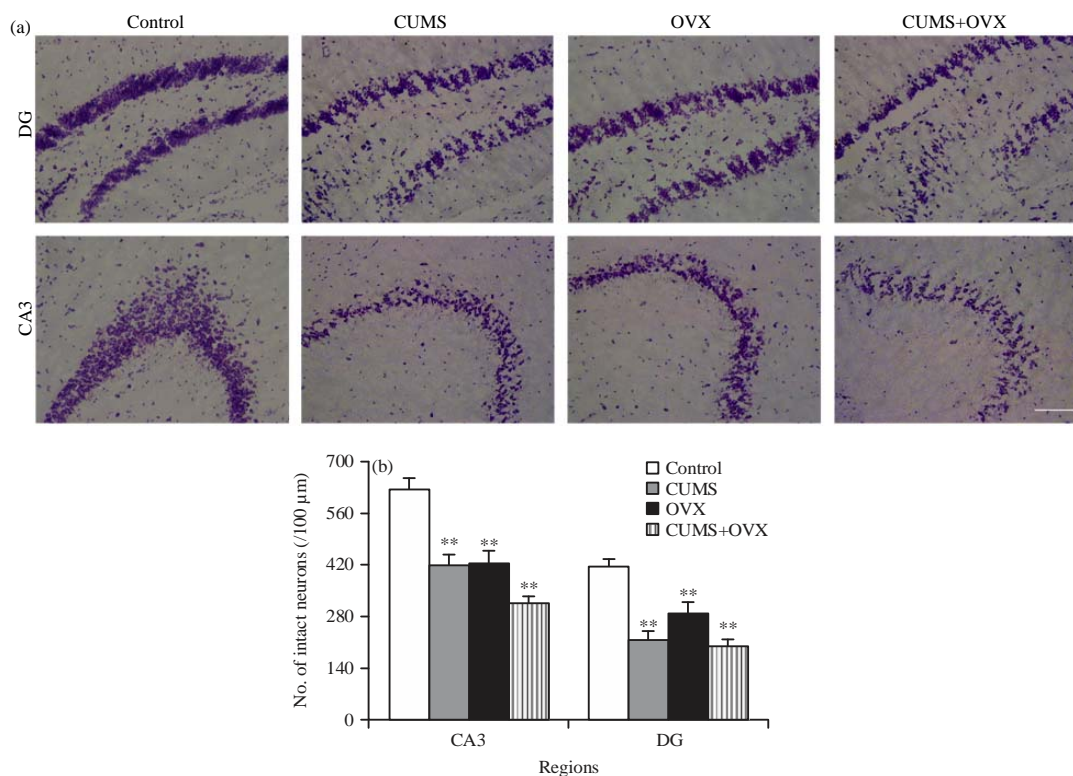 (a)
Control
CUMS
OVX
CUMS+OVX
DG
CA3
(b)
700
560
420
280
140
0
No. of intact neurons (/100 µm)
Control
CUMS
OVX
CUMS+OVX
** ** **
** ** **
CA3
DG
Regions